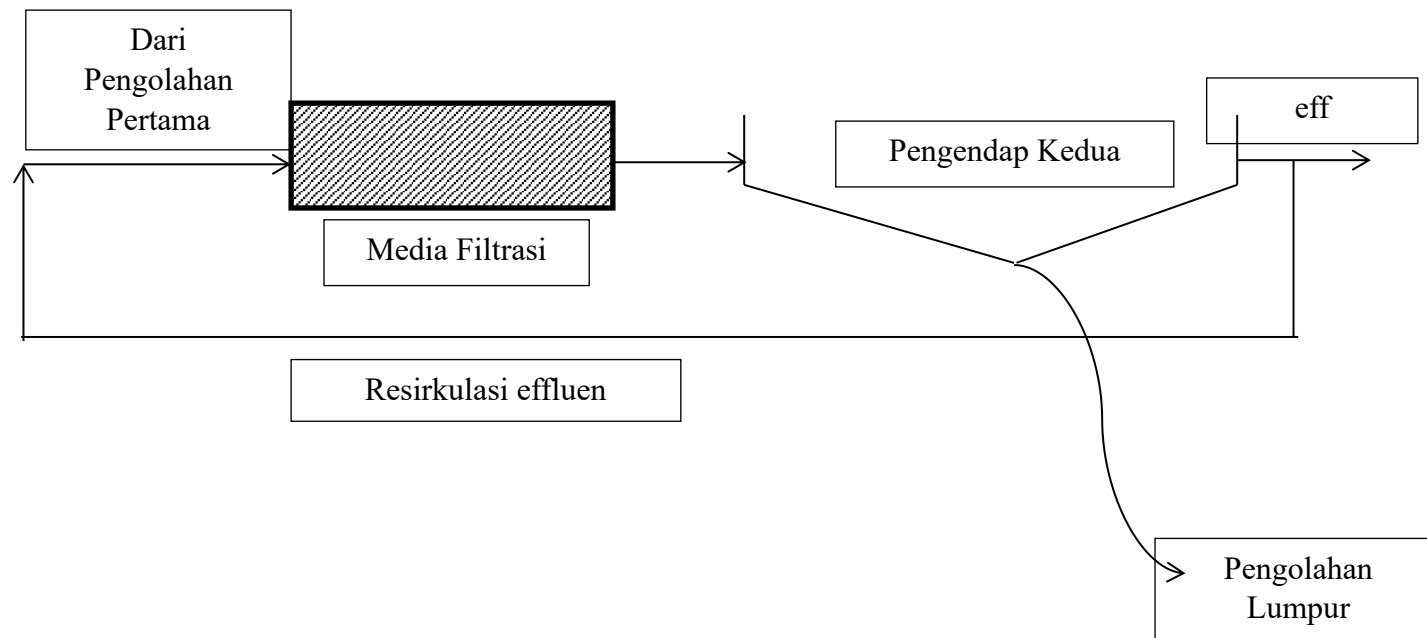 Dari
Pengolahan
Pertama
eff
Pengendap Kedua
Media Filtrasi
Resirkulasi effluen
Pengolahan
Lumpur